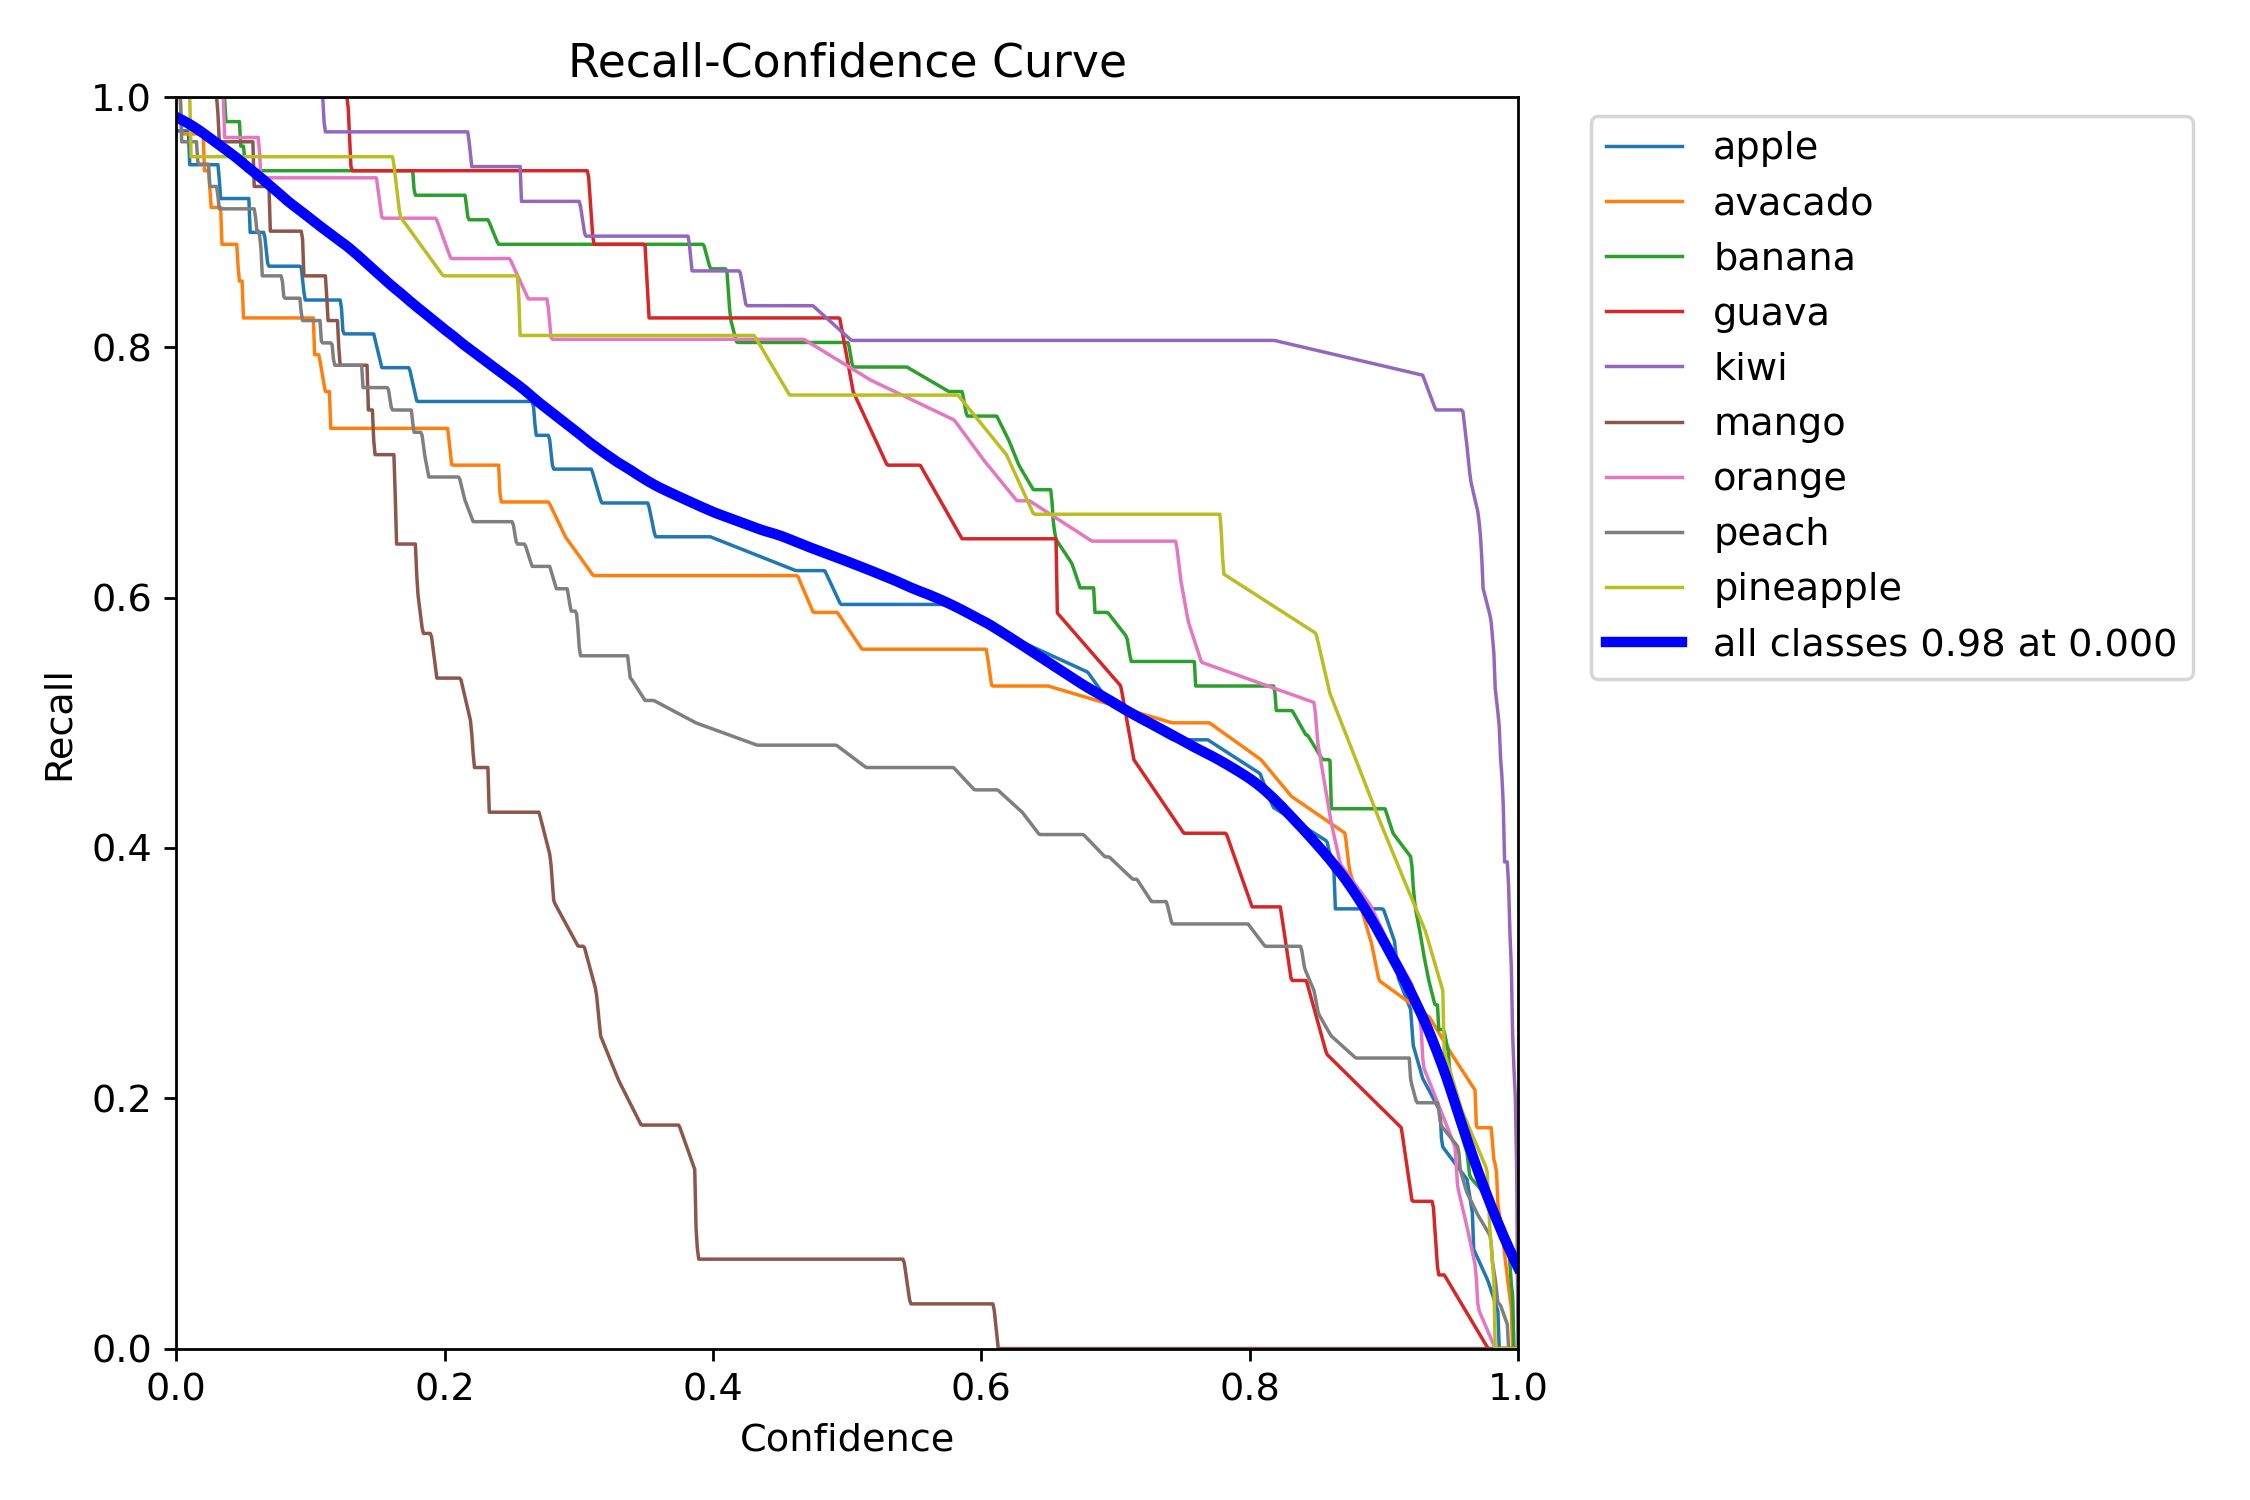 Recall-Confidence Curve
1.0
0.8
0.6
0.4
0.2
0.0
Recall
0.0 0.2 0.4 0.6 0.8 1.0
Confidence
apple
avacado
banana
guava
kiwi
mango
orange
peach
pineapple
all classes 0.98 at 0.000